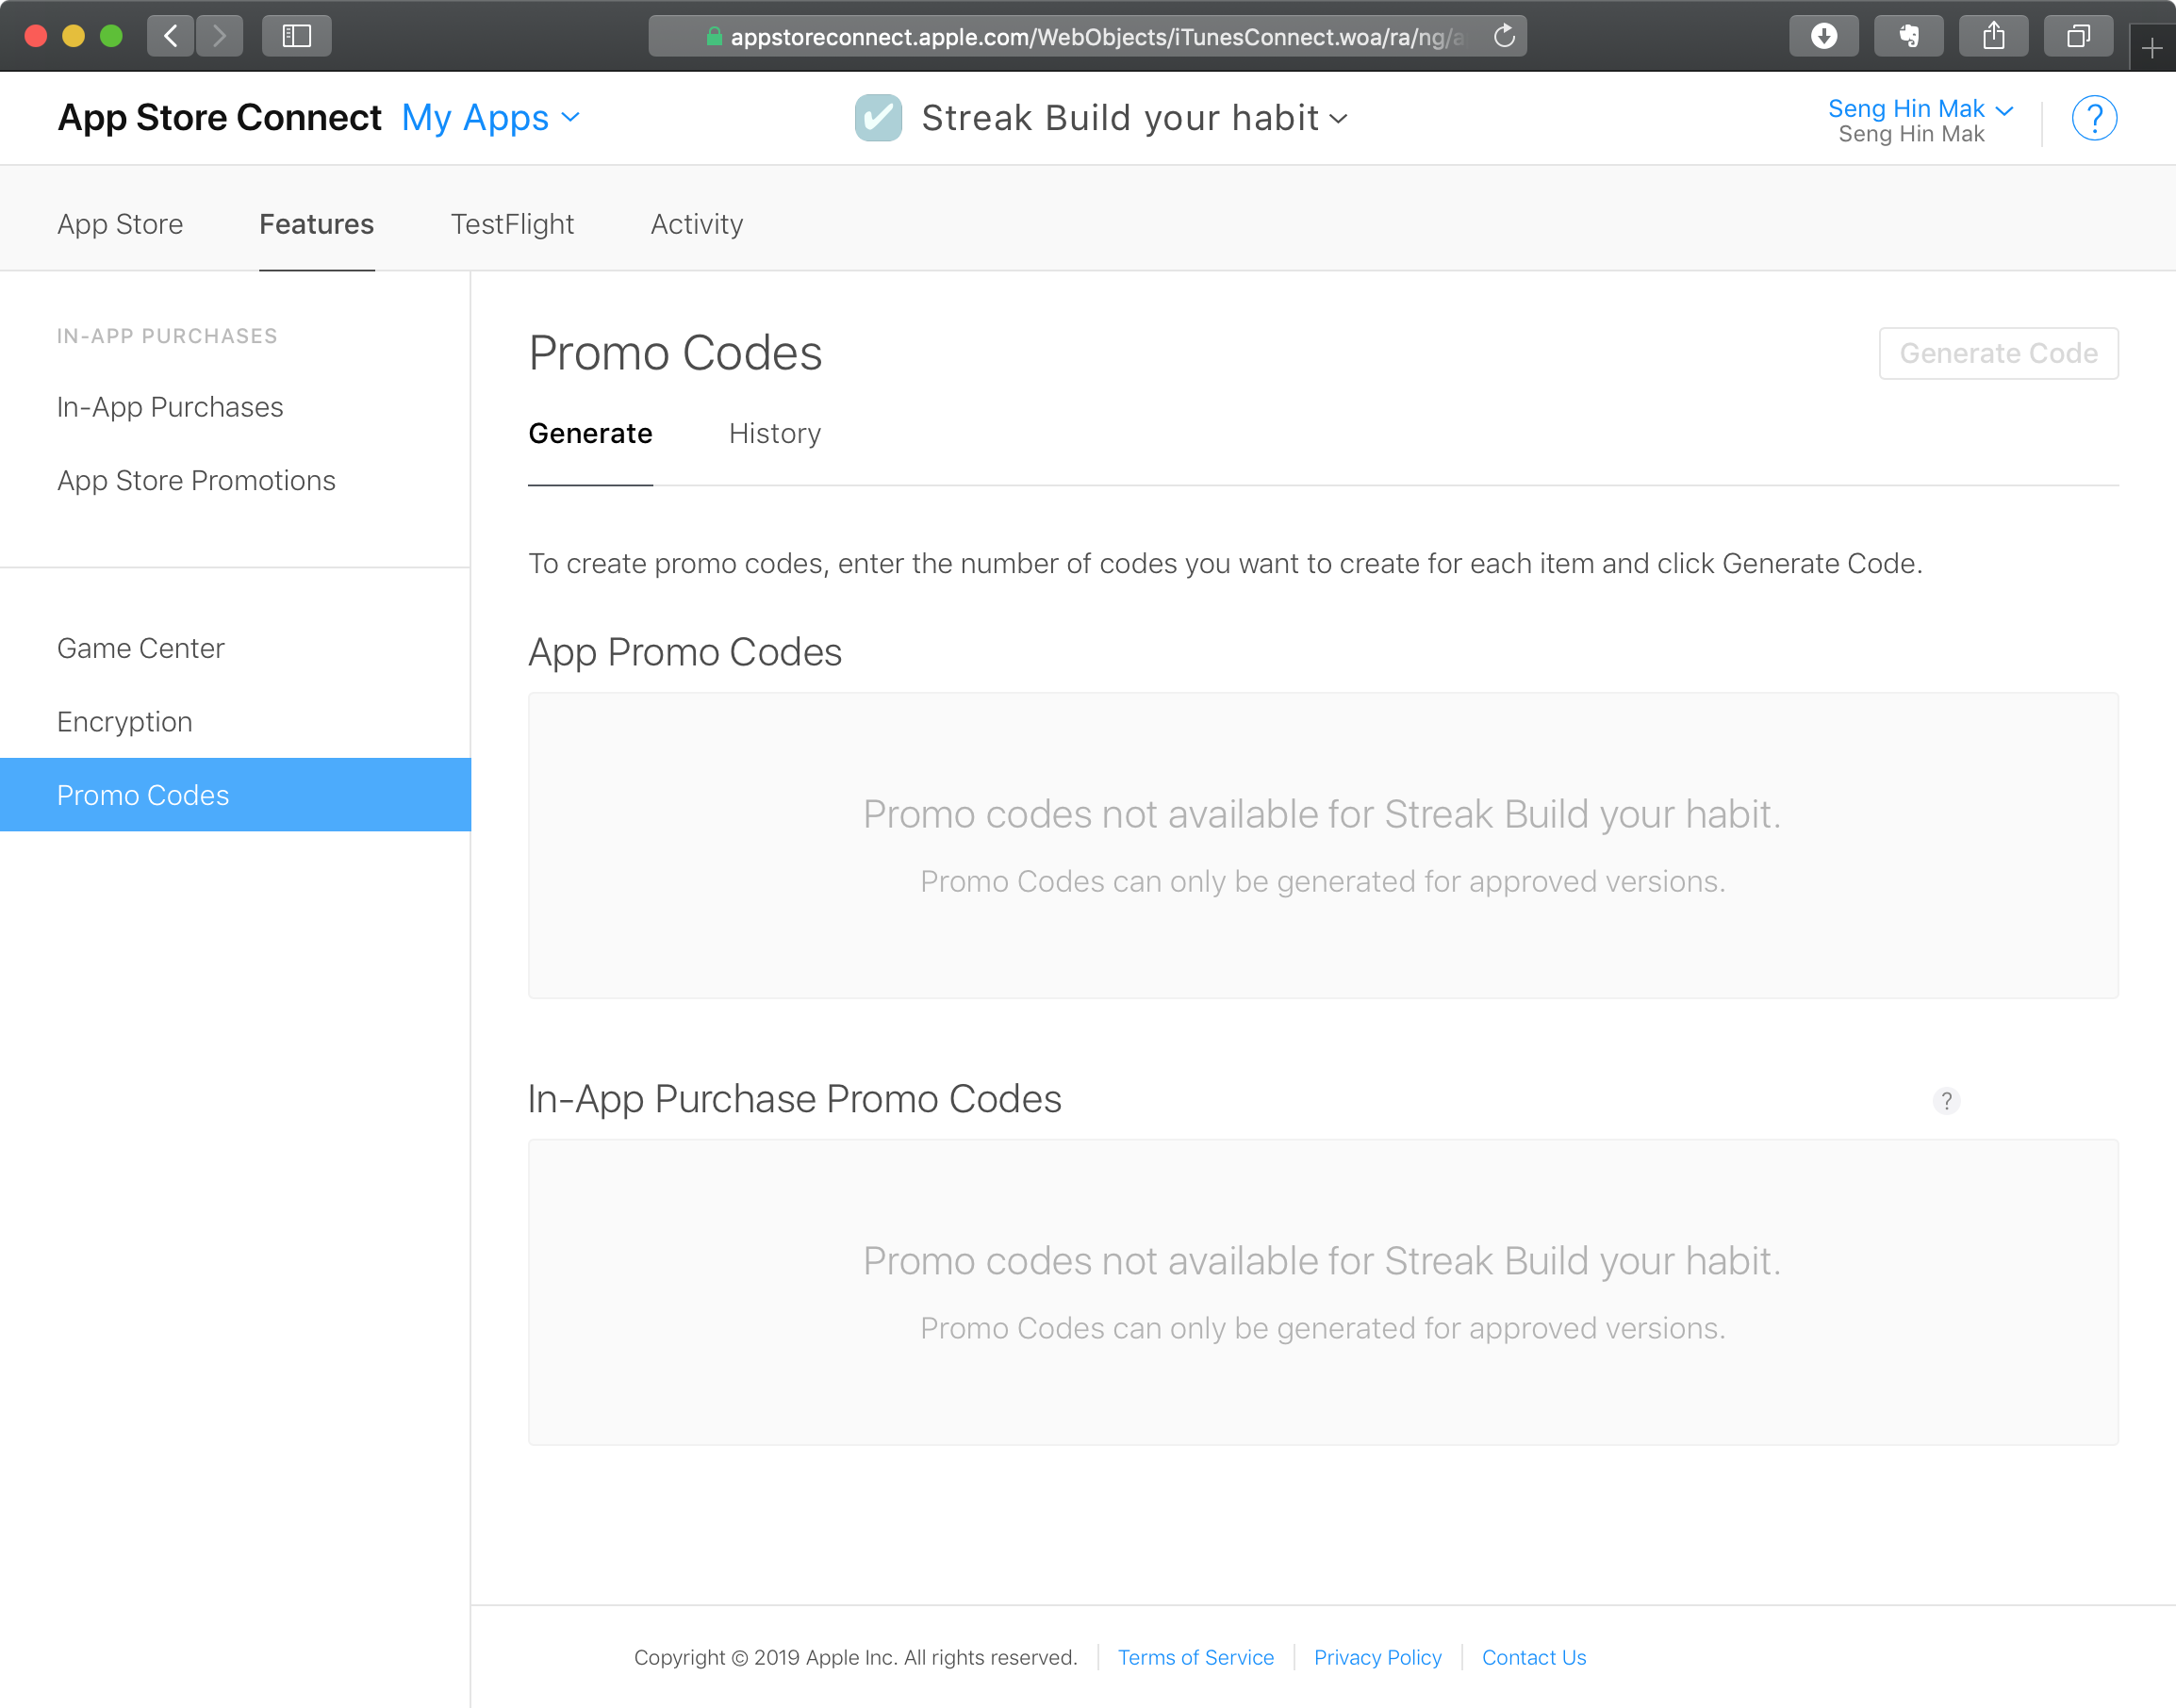 appstoreconnect.apple.com/WebObjects/iTunesConnect.woa/ra/ng/a
App Store Connect My Apps
Streak Build your habit
Seng Hin Mak
Seng Hin Mak
?
App Store Features TestFlight Activity
IN-APP PURCHASES
In-App Purchases
App Store Promotions
Game Center
Encryption
Promo Codes
Promo Codes
Generate Code
Generate History
To create promo codes, enter the number of codes you want to create for each item and click Generate Code.
App Promo Codes
Promo codes not available for Streak Build your habit.
Promo Codes can only be generated for approved versions.
In-App Purchase Promo Codes
?
Promo codes not available for Streak Build your habit.
Promo Codes can only be generated for approved versions.
Copyright © 2019 Apple Inc. All rights reserved. Terms of Service Privacy Policy Contact Us